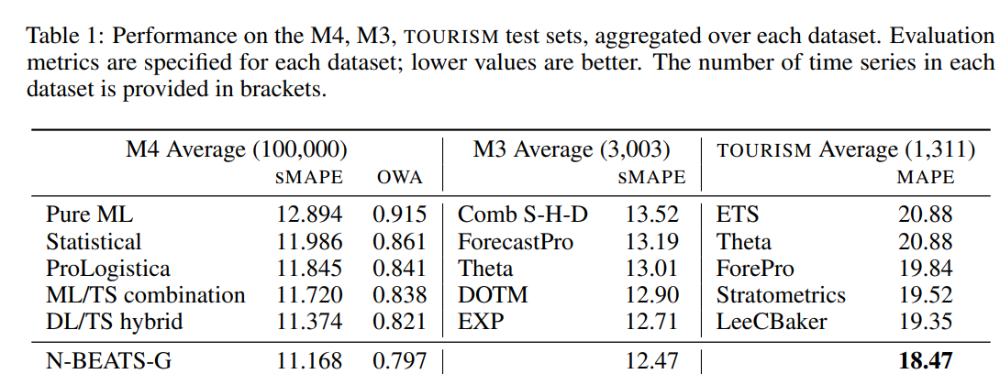 Table 1: Performance on the M4, M3, TOURISM test sets, aggregated over each dataset. Evaluation
metrics are specified for each dataset; lower values are better. The number of time series in each
dataset is provided in brackets.
M4 Average (100,000) M3 Average (3,003) TOURISM Average (1,311)
SMAPE OWA SMAPE MAPE
Pure ML 12.894 0.915 Comb S-H-D 13.52 ETS 20.88
Statistical 11.986 0.861 ForecastPro 13.19 Theta 20.88
ProLogistica 11.845 0.841 Theta 13.01 ForePro 19.84
ML/TS combination 11.720 0.838 DOTM 12.90 Stratometrics 19.52
DL/TS hybrid 11.374 0.821 EXP 12.71 LeeCBaker 19.35
N-BEATS-G 11.168 0.797 12.47 18.47